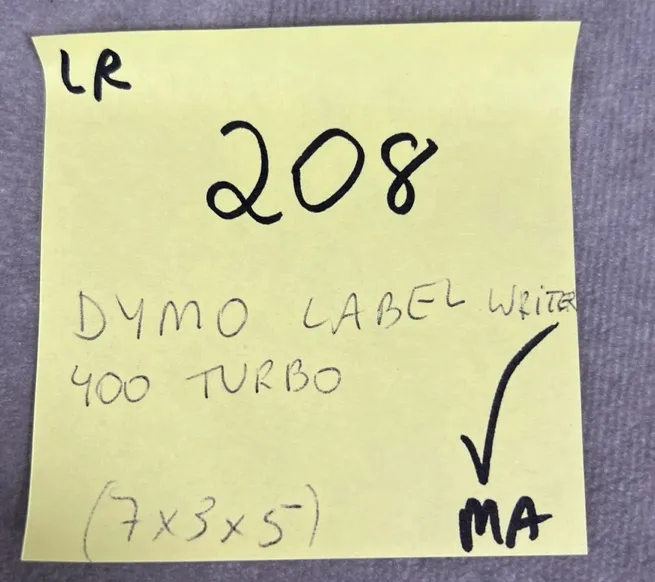 LR
208
DYMO LABEL WRITER
400 TURBO
(7x3x5)
MA